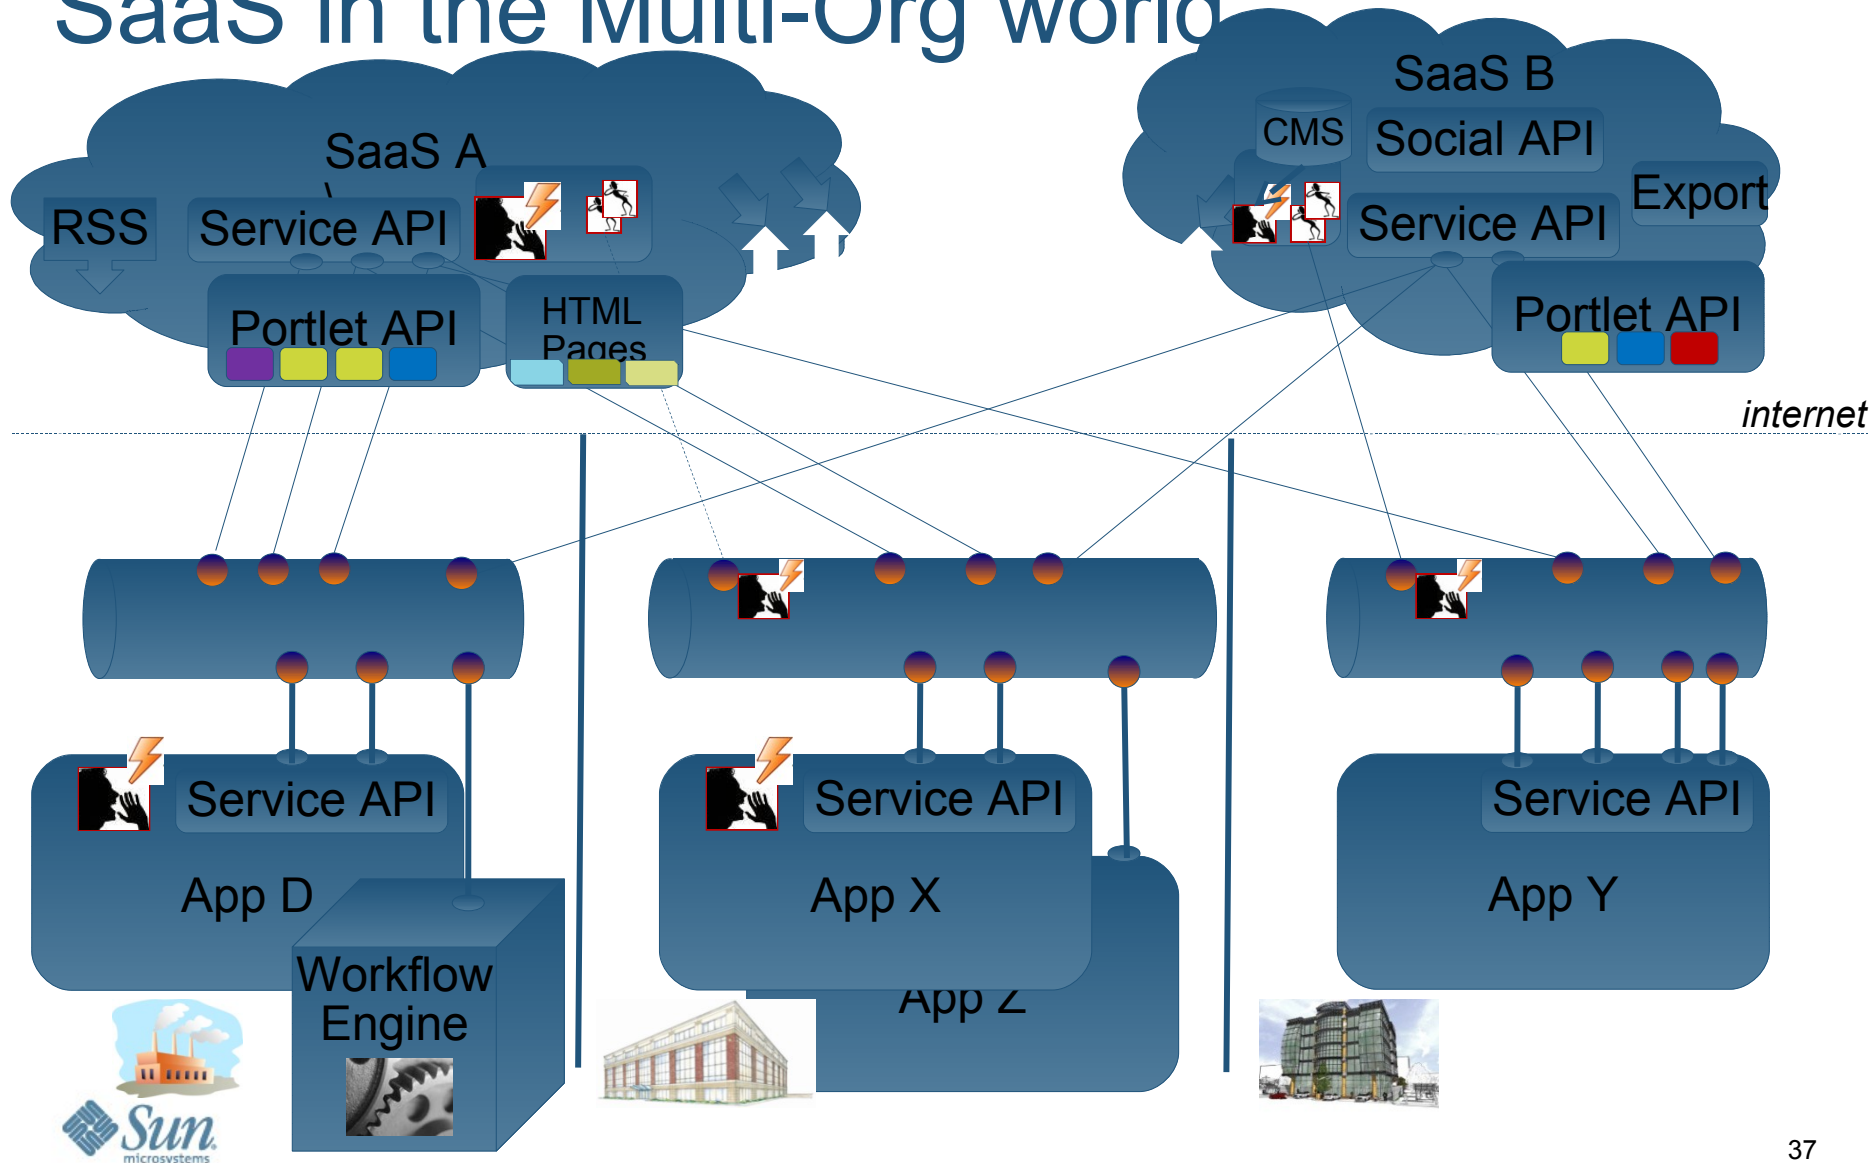 SaaS in the Multi-Org world
SaaS B
CMS
Social API
SaaS A
\
Export
RSS
Service API
Service API
HTML
Pages
Portlet API
Portlet API
internet
Service API
Service API
Service API
App D
App X
App Y
Workflow
Engine
App Z
Sun
microsystems
37